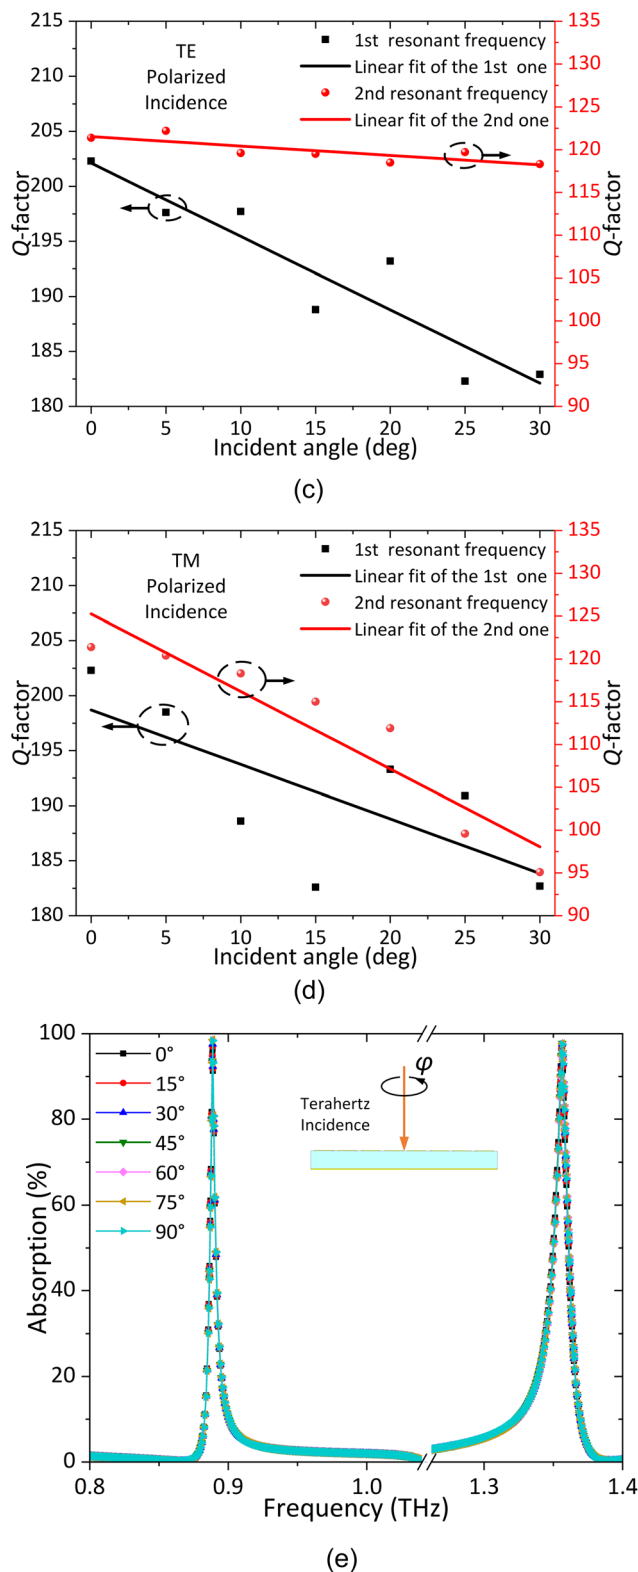 215
210
205
200
195
190
185
180
Q-factor
TE
Polarized
Incidence
1st resonant frequency
Linear fit of the 1st one
2nd resonant frequency
Linear fit of the 2nd one
135
130
125
120
115
110
105
100
95
90
Q-factor
0 5 10 15 20 25 30
Incident angle (deg)
(c)
215
210
205
200
195
190
185
180
Q-factor
TM
Polarized
Incidence
1st resonant frequency
Linear fit of the 1st one
2nd resonant frequency
Linear fit of the 2nd one
135
130
125
120
115
110
105
100
95
90
Q-factor
0 5 10 15 20 25 30
Incident angle (deg)
(d)
100
80
60
40
20
0
Absorption (%)
0°
15°
30°
45°
60°
75°
90°
φ
Terahertz
Incidence
0.8 0.9 1.0 1.3 1.4
Frequency (THz)
(e)